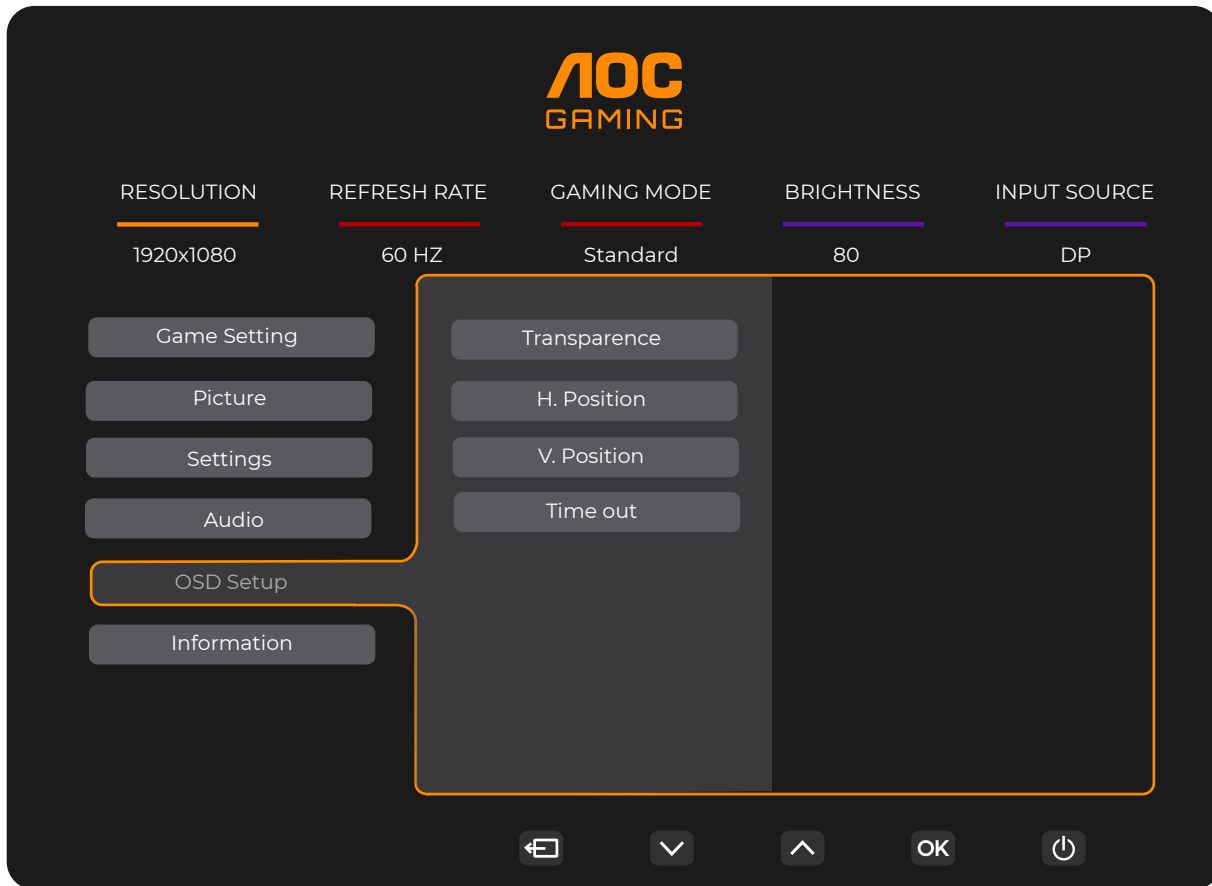 AOC
GAMING
RESOLUTION REFRESH RATE GAMING MODE BRIGHTNESS INPUT SOURCE
1920x1080 60 HZ Standard 80 DP
Game Setting
Picture
Settings
Audio
OSD Setup
Information
Transparence
H. Position
V. Position
Time out
OK